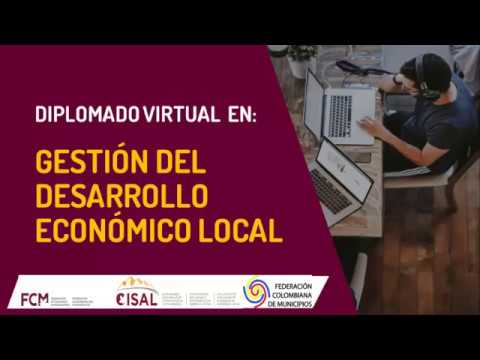 DIPLOMADO VIRTUAL EN:
GESTIÓN DEL
DESARROLLO
ECONÓMICO LOCAL
FCM
CISAL
FEDERACIÓN
COLOMBIANA
DE MUNICIPIOS